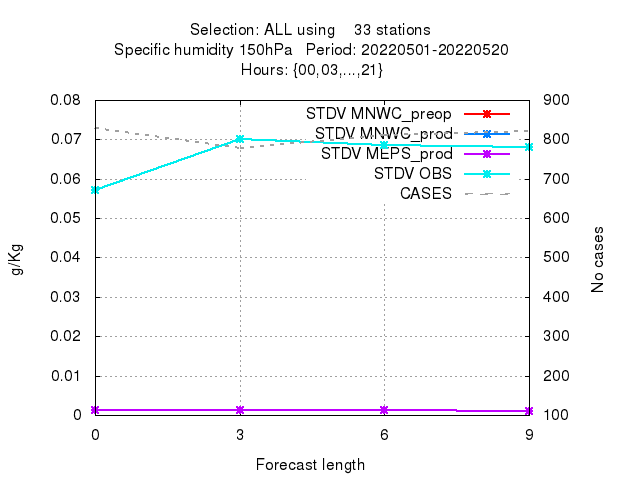 Selection: ALL using    33 stations
Specific humidity 150hPa   Period: 20220501-20220520
Hours: {00,03,...,21}
0.08
0.07
0.06
0.05
0.04
0.03
0.02
0.01
0
900
800
700
600
500
400
300
200
100
STDV MNWC_preop
STDV MNWC_prod
STDV MEPS_prod
STDV OBS
CASES
g/Kg
No cases
0 3 6 9
Forecast length